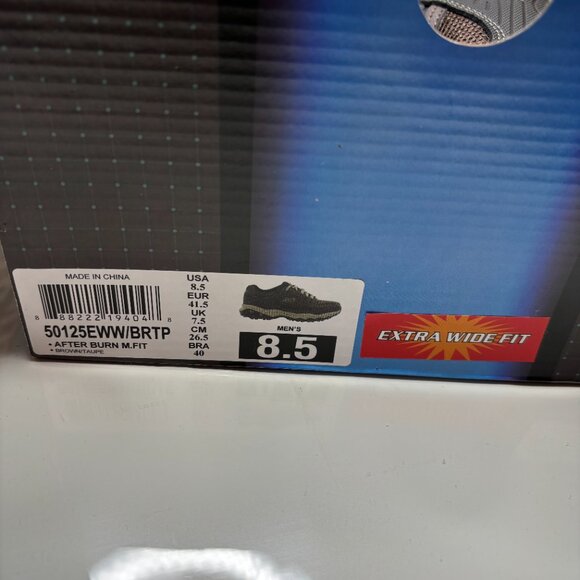 MADE IN CHINA
8 88222 19404 8
50125EWW/BRTP
• AFTER BURN M.FIT
• BROWN/TAUPE
USA
8.5
EUR
41.5
UK
7.5
CM
26.5
BRA
40
MEN'S
8.5
EXTRA WIDE FIT